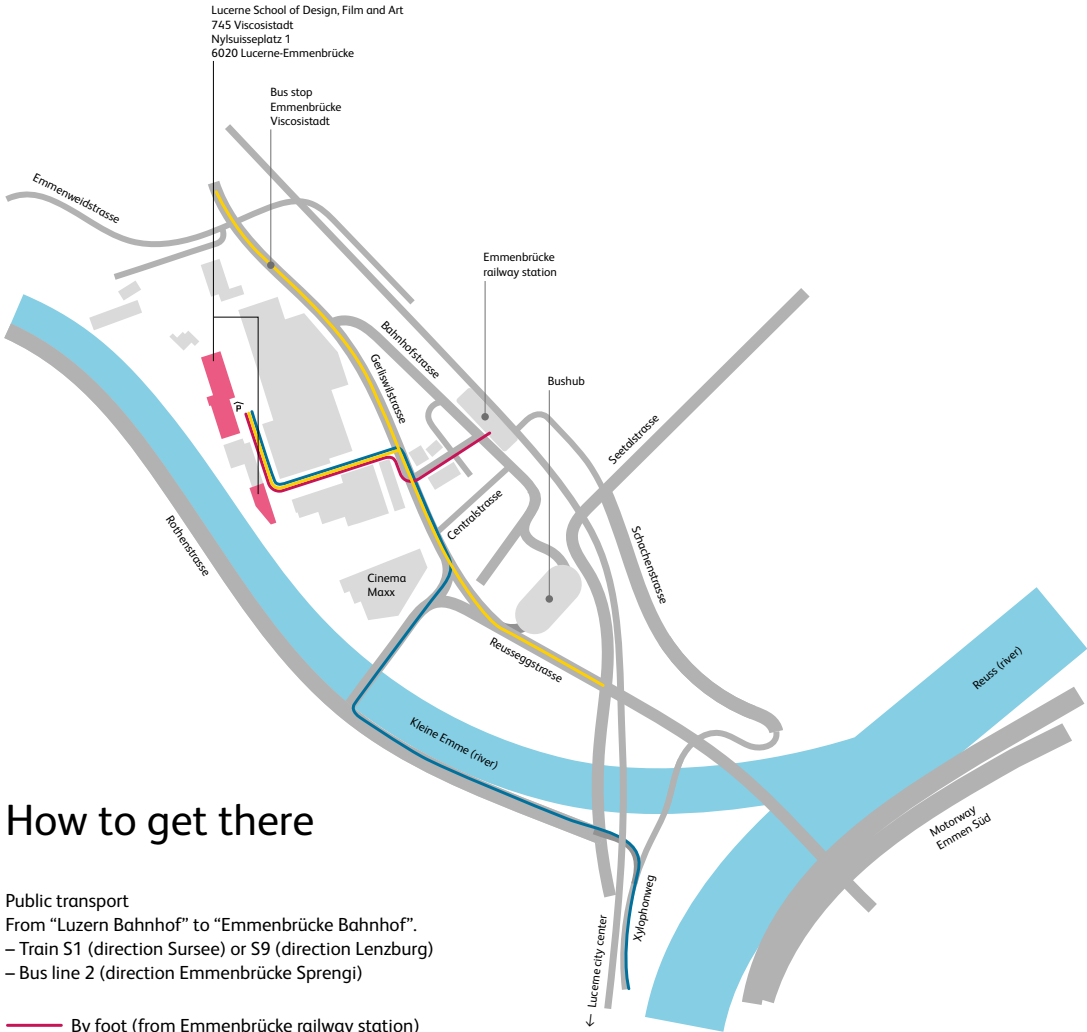 Lucerne School of Design, Film and Art
745 Viscosistadt
Nylsuisseplatz 1
6020 Lucerne-Emmenbrücke
Bus stop
Emmenbrücke
Viscosistadt
Emmenweidstrasse
Emmenbrücke
railway station
Bahnhofstrasse
Gerliswilstrasse
Bushub
Seetalstrasse
P
Centralstrasse
Rothenstrasse
Schachenstrasse
Cinema
Maxx
Reusseggstrasse
Reuss (river)
Kleine Emme (river)
Motorway
Emmen Süd
Xylophonweg
← Lucerne city center
How to get there
Public transport
From “Luzern Bahnhof” to “Emmenbrücke Bahnhof”.
– Train S1 (direction Sursee) or S9 (direction Lenzburg)
– Bus line 2 (direction Emmenbrücke Sprengi)
By foot (from Emmenbrücke railway station)